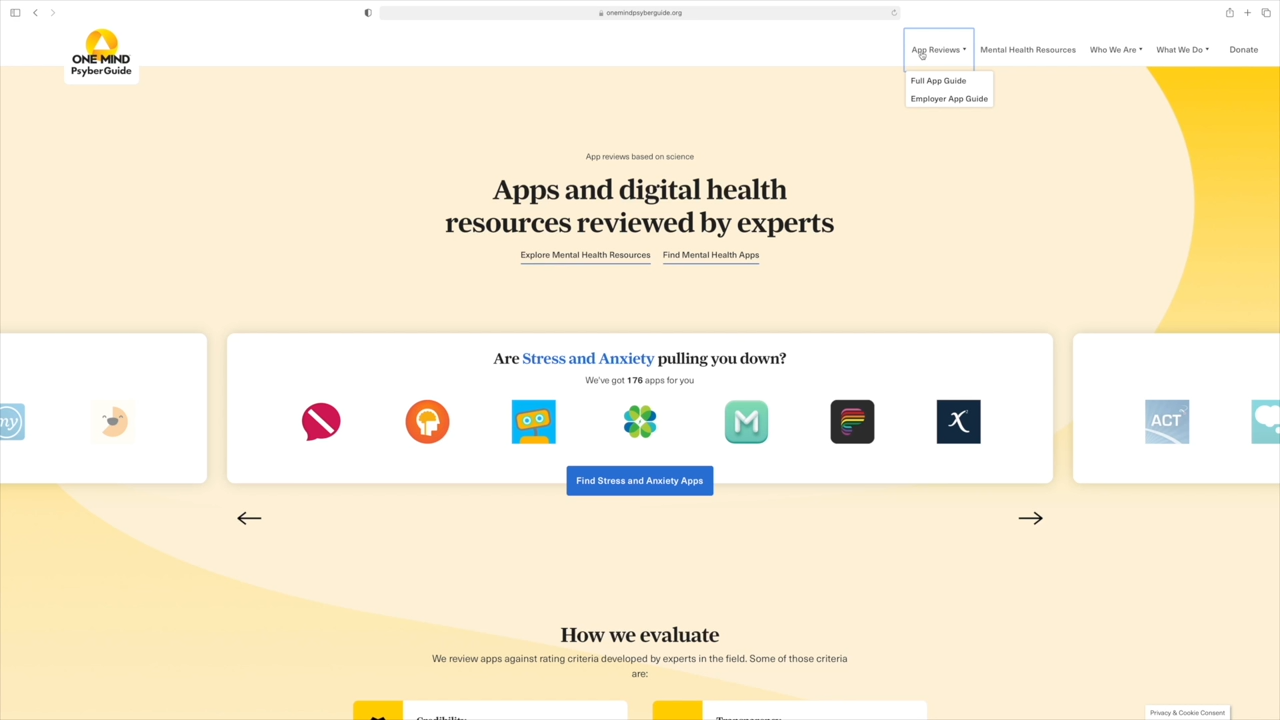 onemindpsyberguide.org
ONE MIND
PsyberGuide
App Reviews
Mental Health Resources
Who We Are
What We Do
Donate
Full App Guide
Employer App Guide
App reviews based on science
Apps and digital health
resources reviewed by experts
Explore Mental Health Resources
Find Mental Health Apps
Are Stress and Anxiety pulling you down?
We've got 176 apps for you
ny
M
X
ACT
Find Stress and Anxiety Apps
How we evaluate
We review apps against rating criteria developed by experts in the field. Some of those criteria
are:
Credibility
Transparency
Privacy & Cookie Consent